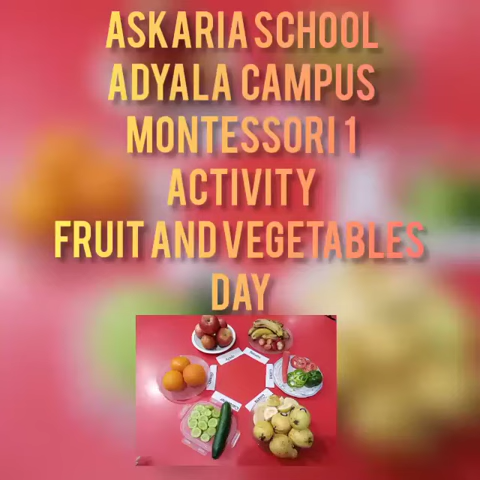 ASKARIA SCHOOL
ADYALA CAMPUS
MONTESSORI 1
ACTIVITY
FRUIT AND VEGETABLES
DAY